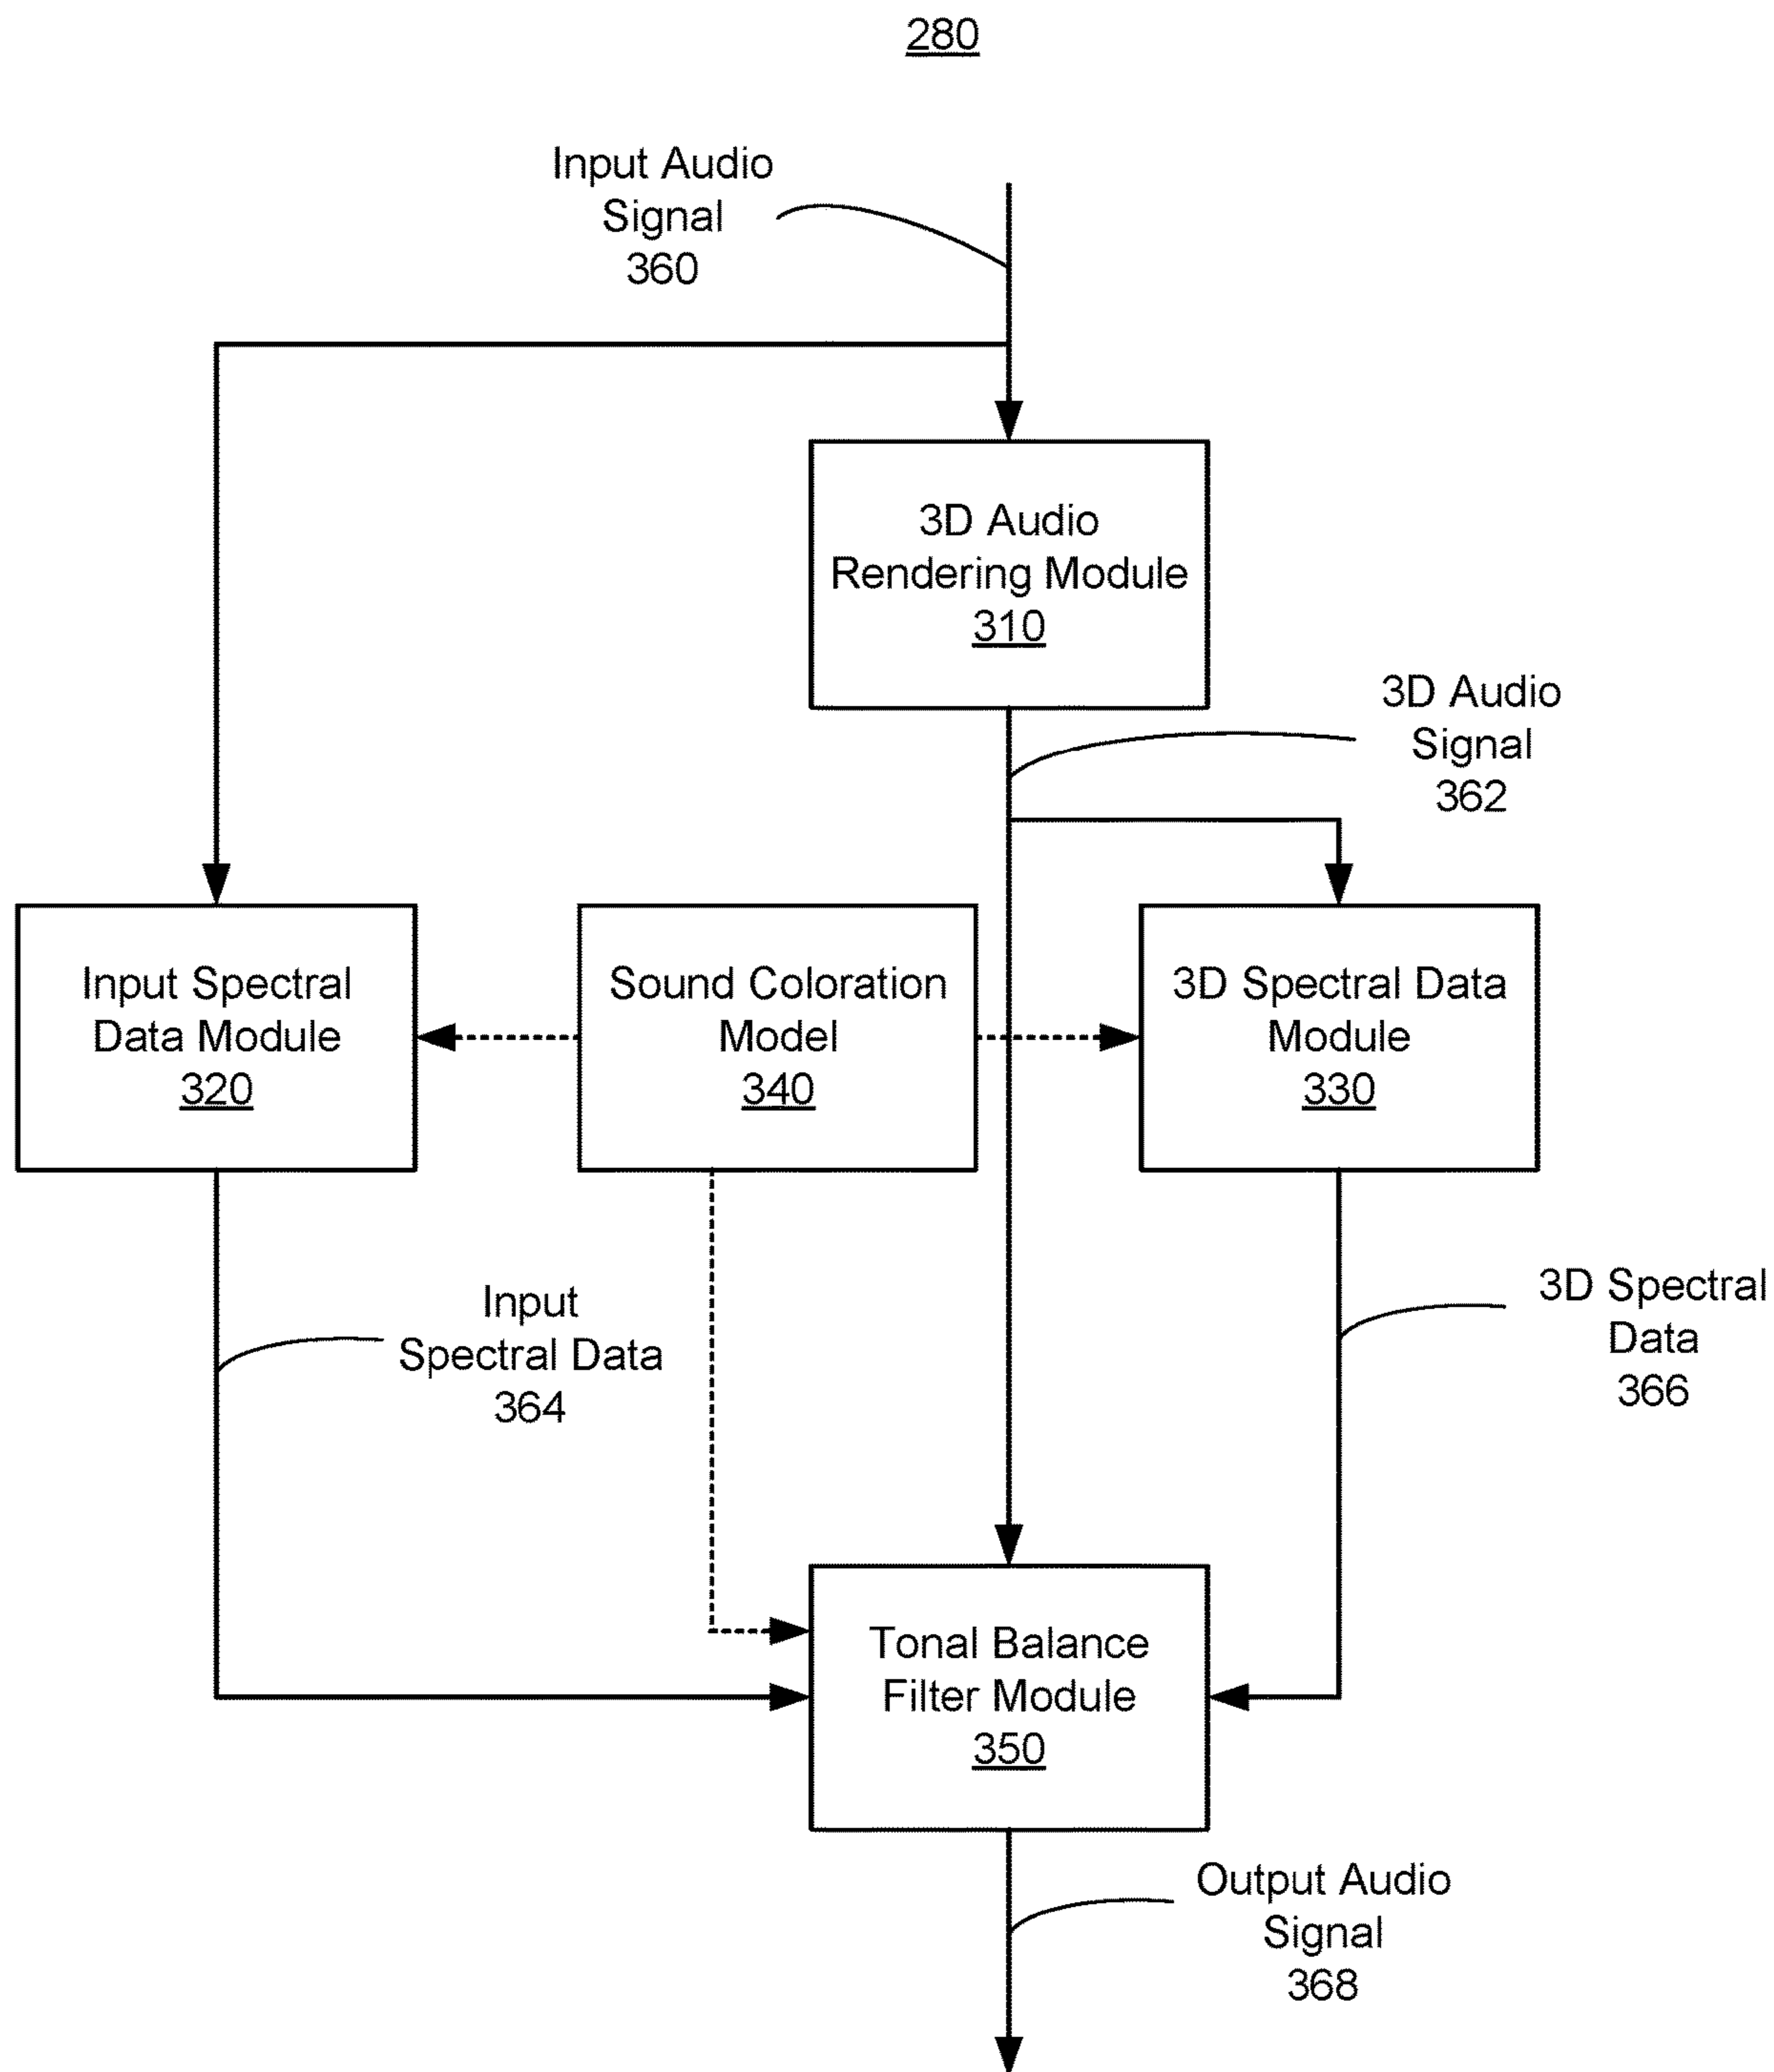 280
Input Audio
Signal
360
3D Audio
Rendering Module
310
3D Audio
Signal
362
Input Spectral
Data Module
320
Sound Coloration
Model
340
3D Spectral Data
Module
330
Input
Spectral Data
364
3D Spectral
Data
366
Tonal Balance
Filter Module
350
Output Audio
Signal
368